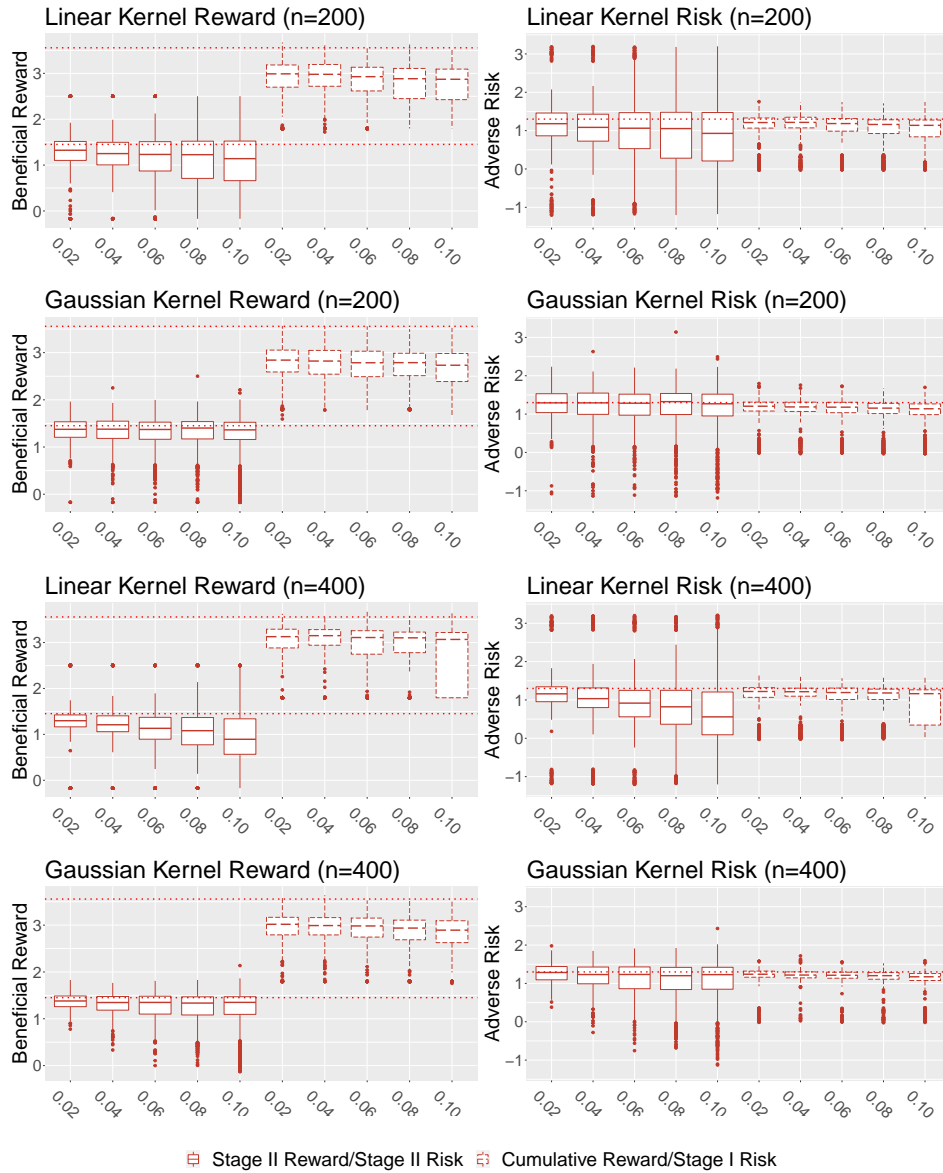 Linear Kernel Reward (n=200)
Beneficial Reward
3
2
1
0
0.02 0.04 0.06 0.08 0.10 0.02 0.04 0.06 0.08 0.10
Linear Kernel Risk (n=200)
Adverse Risk
3
2
1
0
−1
0.02 0.04 0.06 0.08 0.10 0.02 0.04 0.06 0.08 0.10
Gaussian Kernel Reward (n=200)
Beneficial Reward
3
2
1
0
0.02 0.04 0.06 0.08 0.10 0.02 0.04 0.06 0.08 0.10
Gaussian Kernel Risk (n=200)
Adverse Risk
3
2
1
0
−1
0.02 0.04 0.06 0.08 0.10 0.02 0.04 0.06 0.08 0.10
Linear Kernel Reward (n=400)
Beneficial Reward
3
2
1
0
0.02 0.04 0.06 0.08 0.10 0.02 0.04 0.06 0.08 0.10
Linear Kernel Risk (n=400)
Adverse Risk
3
2
1
0
−1
0.02 0.04 0.06 0.08 0.10 0.02 0.04 0.06 0.08 0.10
Gaussian Kernel Reward (n=400)
Beneficial Reward
3
2
1
0
0.02 0.04 0.06 0.08 0.10 0.02 0.04 0.06 0.08 0.10
Gaussian Kernel Risk (n=400)
Adverse Risk
3
2
1
0
−1
0.02 0.04 0.06 0.08 0.10 0.02 0.04 0.06 0.08 0.10
Stage II Reward/Stage II Risk Cumulative Reward/Stage I Risk